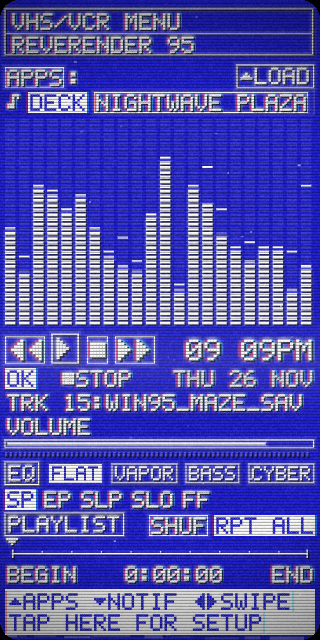 VHS/VCR MENU
REVERENDER 95
APPS: LOAD
DECK NIGHTWAVE PLAZA
09 09PM
OK STOP THU 26 NOV
TRK 15:WIN95_MAZE_SAV
VOLUME
EQ FLAT VAPOR BASS CYBER
SP EP SLP SLO FF
PLAYLIST SHUF RPT ALL
BEGIN 0:00:00 END
APPS NOTIF SWIPE
TAP HERE FOR SETUP